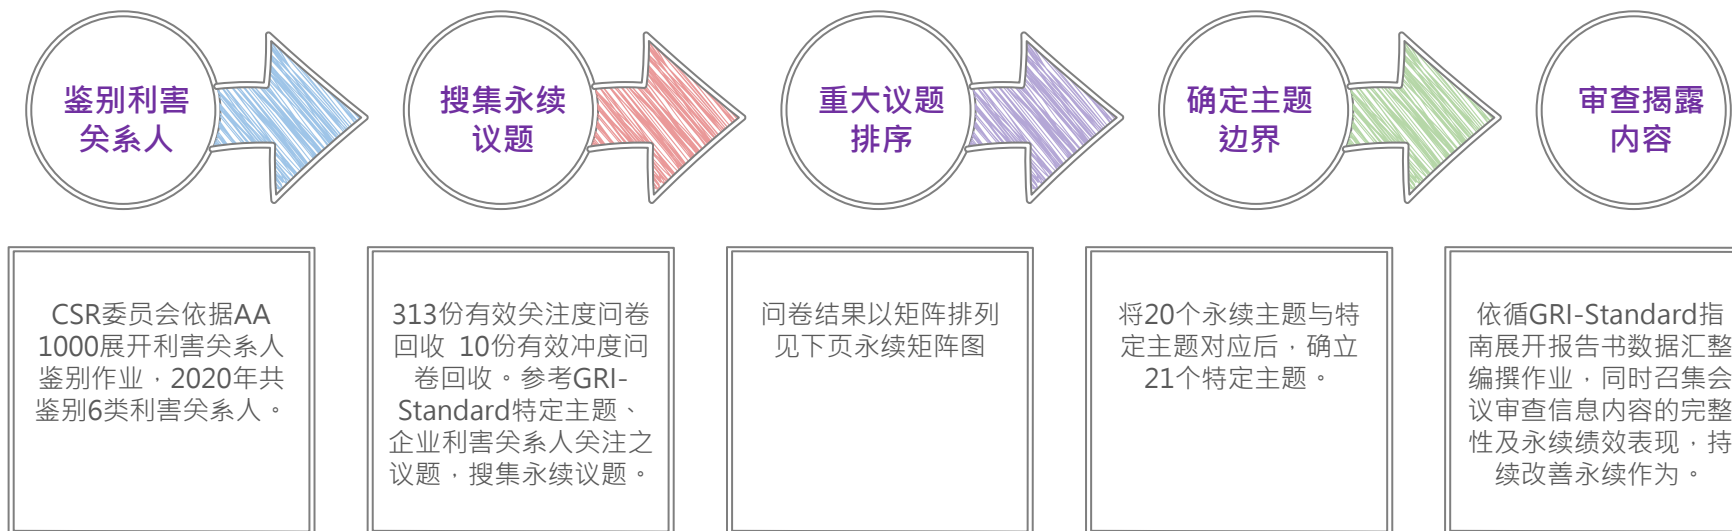 鉴别利害
关系人
搜集永续
议题
重大议题
排序
确定主题
边界
审查揭露
内容
CSR委员会依据AA
1000展开利害关系人
鉴别作业，2020年共
鉴别6类利害关系人。
313份有效关注度问卷
回收 10份有效冲度问
卷回收。参考GRI-
Standard特定主题、
企业利害关系人关注之
议题，搜集永续议题。
问卷结果以矩阵排列
见下页永续矩阵图
将20个永续主题与特
定主题对应后，确立
21个特定主题。
依循GRI-Standard指
南展开报告书数据汇整
编撰作业，同时召集会
议审查信息内容的完整
性及永续绩效表现，持
续改善永续作为。